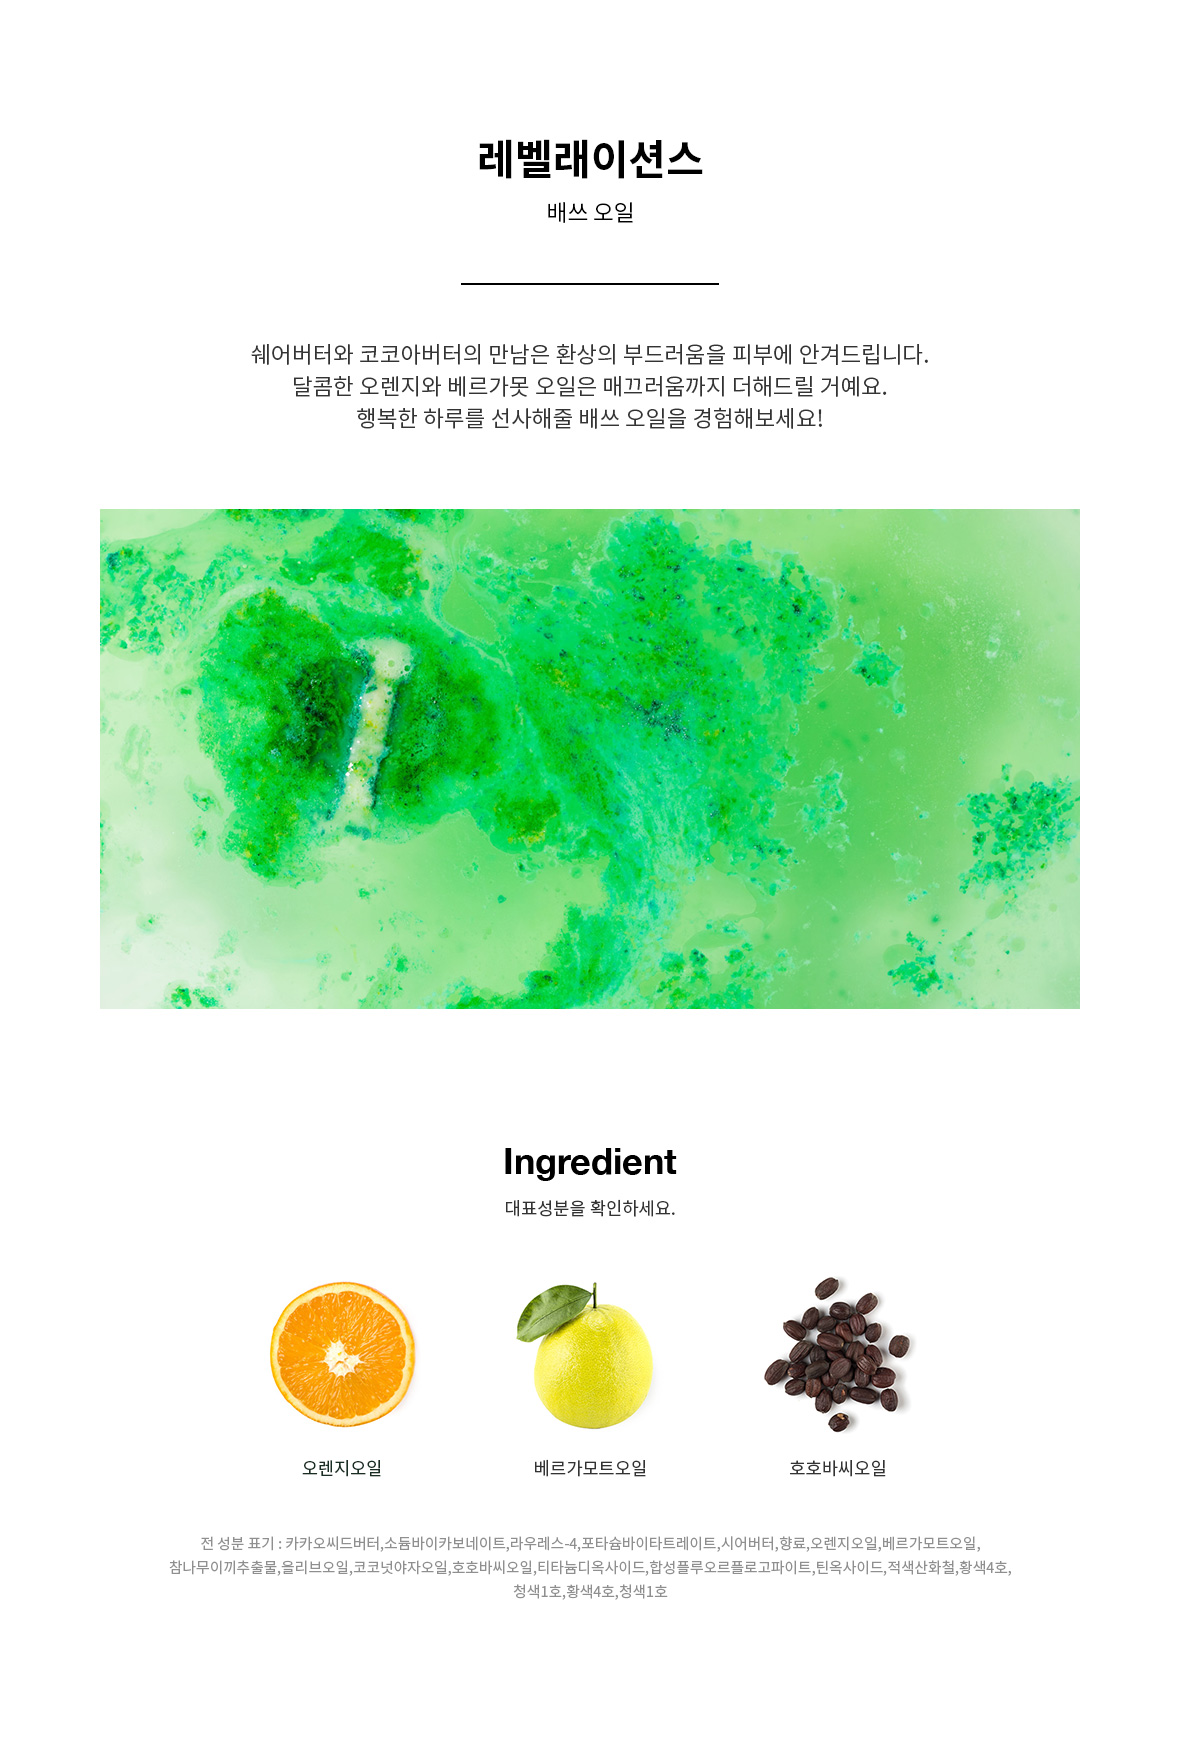 레벨래이션스
배쓰 오일
쉐어버터와 코코아버터의 만남은 환상의 부드러움을 피부에 안겨드립니다.
달콤한 오렌지와 베르가못 오일은 매끄러움까지 더해드릴 거예요.
행복한 하루를 선사해줄 배쓰 오일을 경험해보세요!
Ingredient
대표성분을 확인하세요.
오렌지오일
베르가모트오일
호호바씨오일
전 성분 표기 : 카카오씨드버터,소듐바이카보네이트,라우레스-4,포타슘바이타트레이트,시어버터,향료,오렌지오일,베르가모트오일,
참나무이끼추출물,올리브오일,코코넛야자오일,호호바씨오일,티타늄디옥사이드,합성플루오르플로고파이트,틴옥사이드,적색산화철,황색4호,
청색1호,황색4호,청색1호